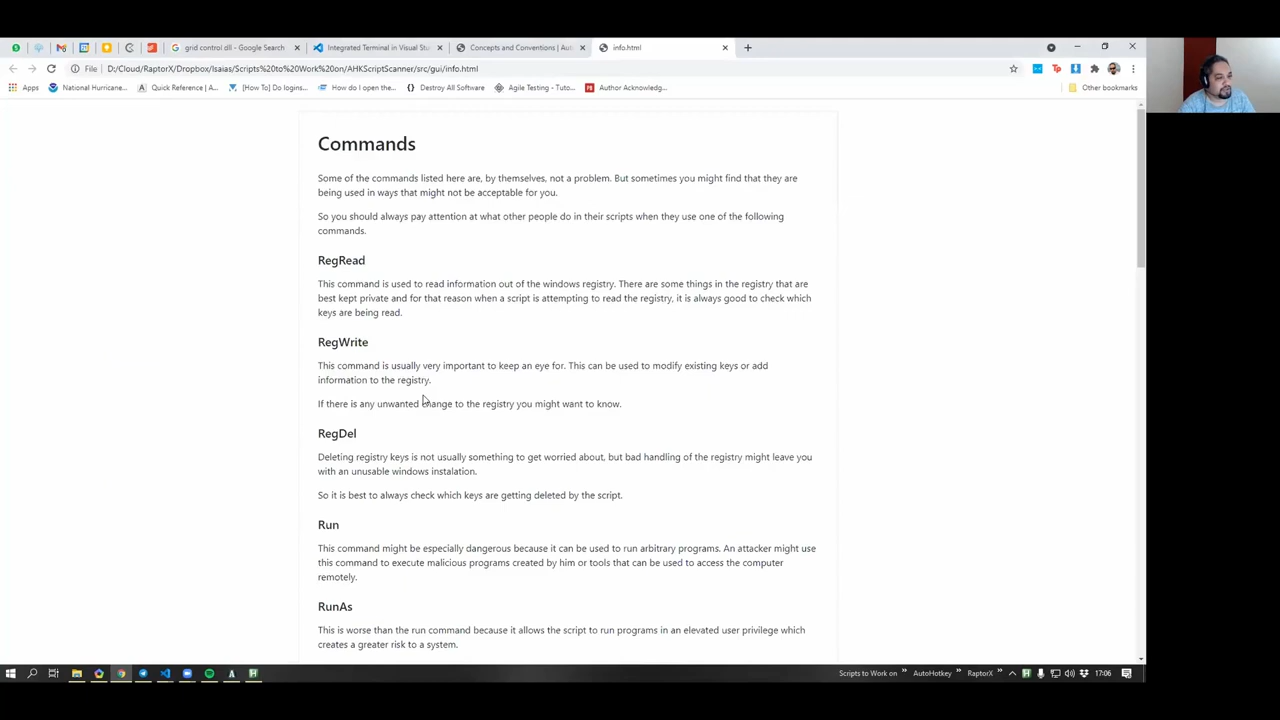 grid control.dll - Google Search
Integrated Terminal in Visual Stu
Concepts and Conventions | Aut
info.html
File
D:/Cloud/RaptorX/Dropbox/Isaias/Scripts%20to%20Work%20on/AHKScriptScanner/src/gui/info.html
Apps
National Hurricane...
Quick Reference | A...
[How To] Do logins...
How do I open the...
Destroy All Software
Agile Testing - Tuto...
Author Acknowledg...
Other bookmarks
Commands
Some of the commands listed here are, by themselves, not a problem. But sometimes you might find that they are
being used in ways that might not be acceptable for you.
So you should always pay attention at what other people do in their scripts when they use one of the following
commands.
RegRead
This command is used to read information out of the windows registry. There are some things in the registry that are
best kept private and for that reason when a script is attempting to read the registry, it is always good to check which
keys are being read.
RegWrite
This command is usually very important to keep an eye for. This can be used to modify existing keys or add
information to the registry.
If there is any unwanted change to the registry you might want to know.
RegDel
Deleting registry keys is not usually something to get worried about, but bad handling of the registry might leave you
with an unusable windows instalation.
So it is best to always check which keys are getting deleted by the script.
Run
This command might be especially dangerous because it can be used to run arbitrary programs. An attacker might use
this command to execute malicious programs created by him or tools that can be used to access the computer
remotely.
RunAs
This is worse than the run command because it allows the script to run programs in an elevated user privilege which
creates a greater risk to a system.
Scripts to Work on
AutoHotkey
RaptorX
17:06